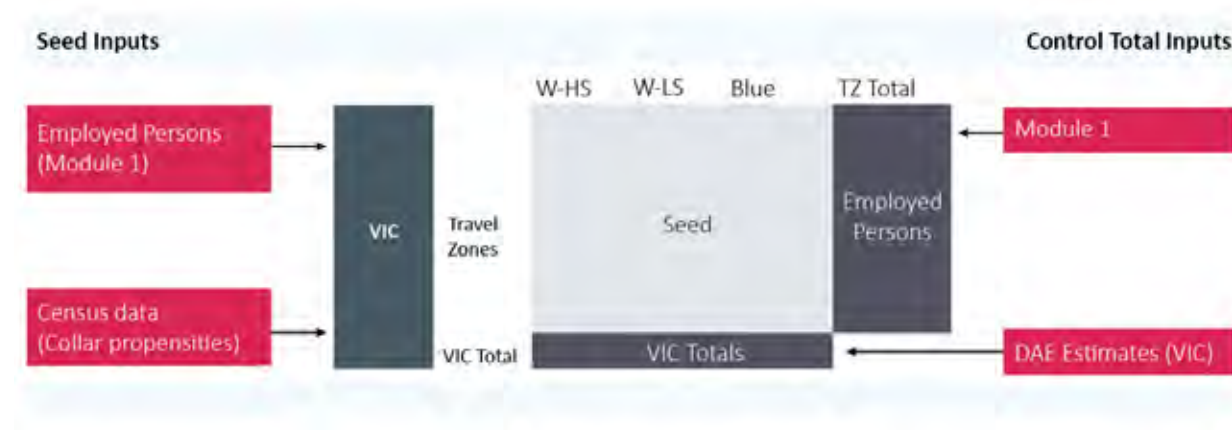 Seed Inputs
Control Total Inputs
W-HS W-LS Blue TZ Total
Employed Persons
(Module 1)
Module 1
VIC
Travel
Zones
Seed
Employed
Persons
Census data
(Collar propensities)
VIC Total
VIC Totals
DAE Estimates (VIC)